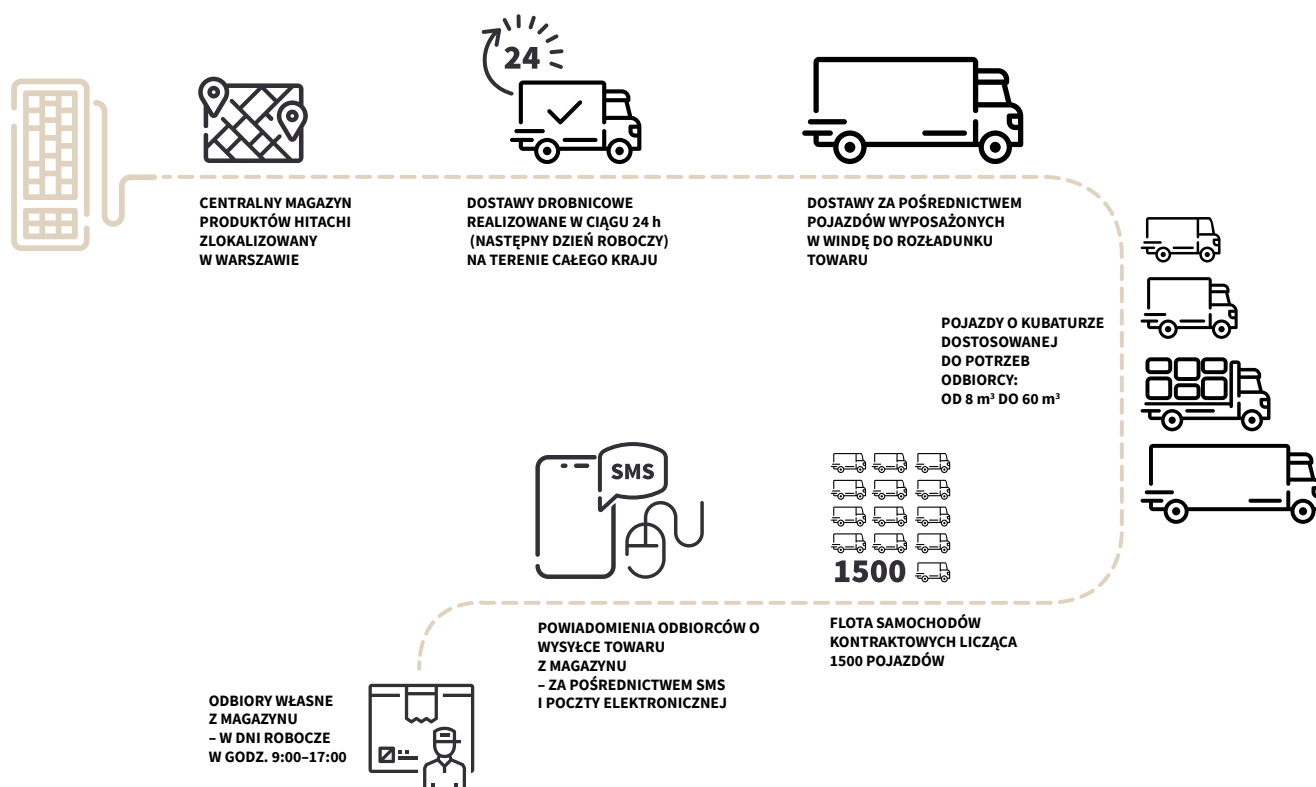 24
CENTRALNY MAGAZYN
PRODUKTÓW HITACHI
ZLOKALIZOWANY
W WARSZAWIE
DOSTAWY DROBNICOWE
REALIZOWANE W CIĄGU 24 h
(NASTĘPNY DZIEŃ ROBOCZY)
NA TERENIE CAŁEGO KRAJU
DOSTAWY ZA POŚREDNICTWEM
POJAZDÓW WYPOSAŻONYCH
W WINDĘ DO ROZŁADUNKU
TOWARU
POJAZDY O KUBATURZE
DOSTOSOWANEJ
DO POTRZEB
ODBIORCY:
OD 8 m³ DO 60 m³
SMS
1500
FLOTA SAMOCHODÓW
KONTRAKTOWYCH LICZĄCA
1500 POJAZDÓW
POWIADOMIENIA ODBIORCÓW O
WYSYŁCE TOWARU
Z MAGAZYNU
– ZA POŚREDNICTWEM SMS
I POCZTY ELEKTRONICZNEJ
ODBIORY WŁASNE
Z MAGAZYNU
– W DNI ROBOCZE
W GODZ. 9:00–17:00